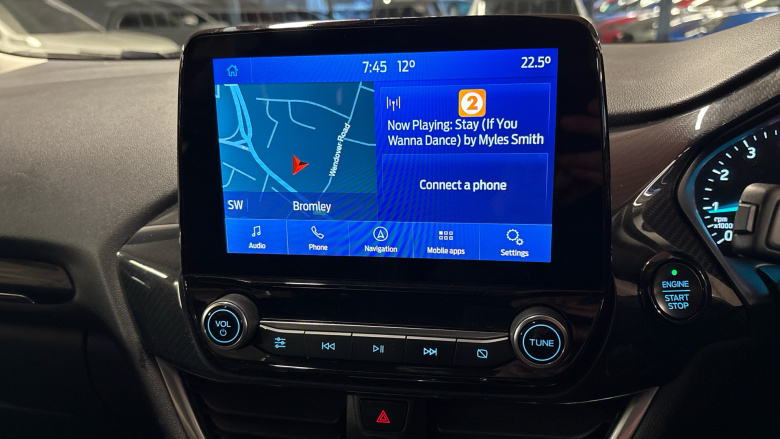 7:45 12° 22.5°
2
Now Playing: Stay (If You
Wanna Dance) by Myles Smith
Wendover Road
Connect a phone
SW Bromley
Audio Phone Navigation Mobile apps Settings
3
2
1
rpm
x1000
0
ENGINE
START
STOP
VOL
TUNE